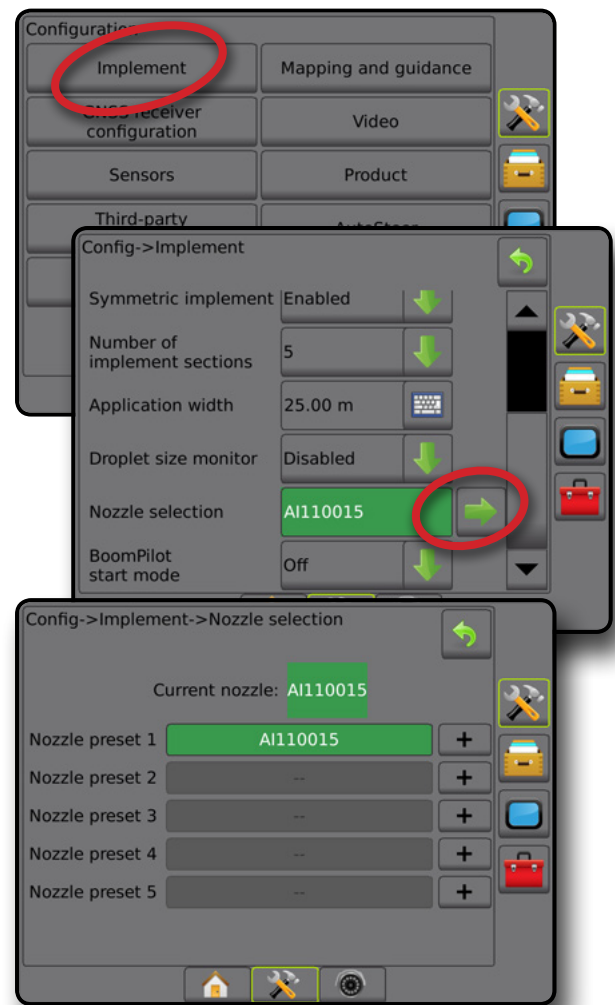 Configuration
Implement
Mapping and guidance
GNSS receiver
configuration
Video
Sensors
Product
Third-party
AutoSteer
Config->Implement
Symmetric implement
Enabled
Number of
implement sections
5
Application width
25.00 m
Droplet size monitor
Disabled
Nozzle selection
AI110015
BoomPilot
start mode
Off
Config->Implement->Nozzle selection
Current nozzle: AI110015
Nozzle preset 1 AI110015 +
Nozzle preset 2 -- +
Nozzle preset 3 -- +
Nozzle preset 4 -- +
Nozzle preset 5 -- +